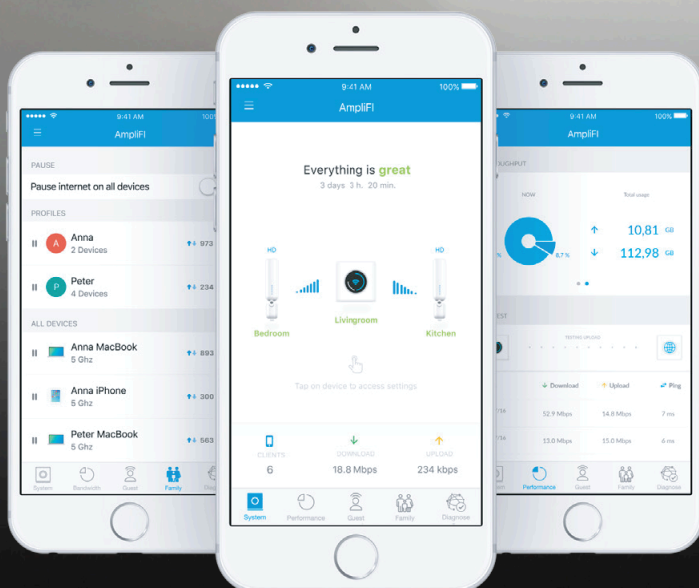 9:41 AM
AmpliFI
PAUSE
Pause internet on all devices
PROFILES
A
Anna
2 Devices
973
P
Peter
4 Devices
234
ALL DEVICES
Anna MacBook
5 Ghz
893
Anna iPhone
5 Ghz
300
Peter MacBook
5 Ghz
563
System
Bandwidth
Guest
Family
9:41 AM
100%
AmpliFI
Everything is great
3 days 3 h. 20 min.
HD
HD
Livingroom
Bedroom
Kitchen
Tap on device to access settings
CLIENTS
DOWNLOAD
UPLOAD
6
18.8 Mbps
234 kbps
System
Performance
Guest
Family
Diagnose
9:41 AM
100%
AmpliFI
NOW
Total usage
10,81 GB
8,7 %
112,98 GB
TESTING UPLOAD
Download
Upload
Ping
52.9 Mbps
14.8 Mbps
7 ms
13.0 Mbps
15.0 Mbps
6 ms
Performance
Guest
Family
Diagnose